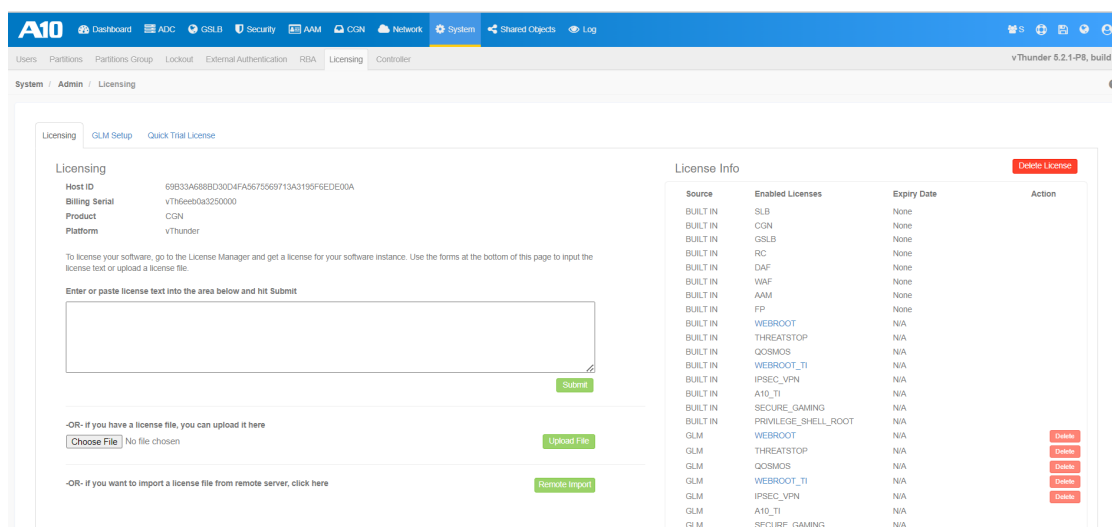 A10 Dashboard ADC GSLB Security AAM CGN Network System Shared Objects Log S
Users Partitions Partitions Group Lockout External Authentication RBA Licensing Controller vThunder 5.2.1-P8, build
System / Admin / Licensing
Licensing GLM Setup Quick Trial License
Licensing
Host ID 69B33A688BD30D4FA5675569713A3195F6EDE00A
Billing Serial vTh6eeb0a3250000
Product CGN
Platform vThunder
To license your software, go to the License Manager and get a license for your software instance. Use the forms at the bottom of this page to input the
license text or upload a license file.
Enter or paste license text into the area below and hit Submit
Submit
-OR- if you have a license file, you can upload it here
Choose File No file chosen Upload File
-OR- if you want to import a license file from remote server, click here Remote Import
License Info Delete License
Source Enabled Licenses Expiry Date Action
BUILT IN SLB None
BUILT IN CGN None
BUILT IN GSLB None
BUILT IN RC None
BUILT IN DAF None
BUILT IN WAF None
BUILT IN AAM None
BUILT IN FP None
BUILT IN WEBROOT N/A
BUILT IN THREATSTOP N/A
BUILT IN QOSMOS N/A
BUILT IN WEBROOT_TI N/A
BUILT IN IPSEC_VPN N/A
BUILT IN A10_TI N/A
BUILT IN SECURE_GAMING N/A
BUILT IN PRIVILEGE_SHELL_ROOT N/A
GLM WEBROOT N/A Delete
GLM THREATSTOP N/A Delete
GLM QOSMOS N/A Delete
GLM WEBROOT_TI N/A Delete
GLM IPSEC_VPN N/A Delete
GLM A10_TI N/A
GLM SECURE_GAMING N/A